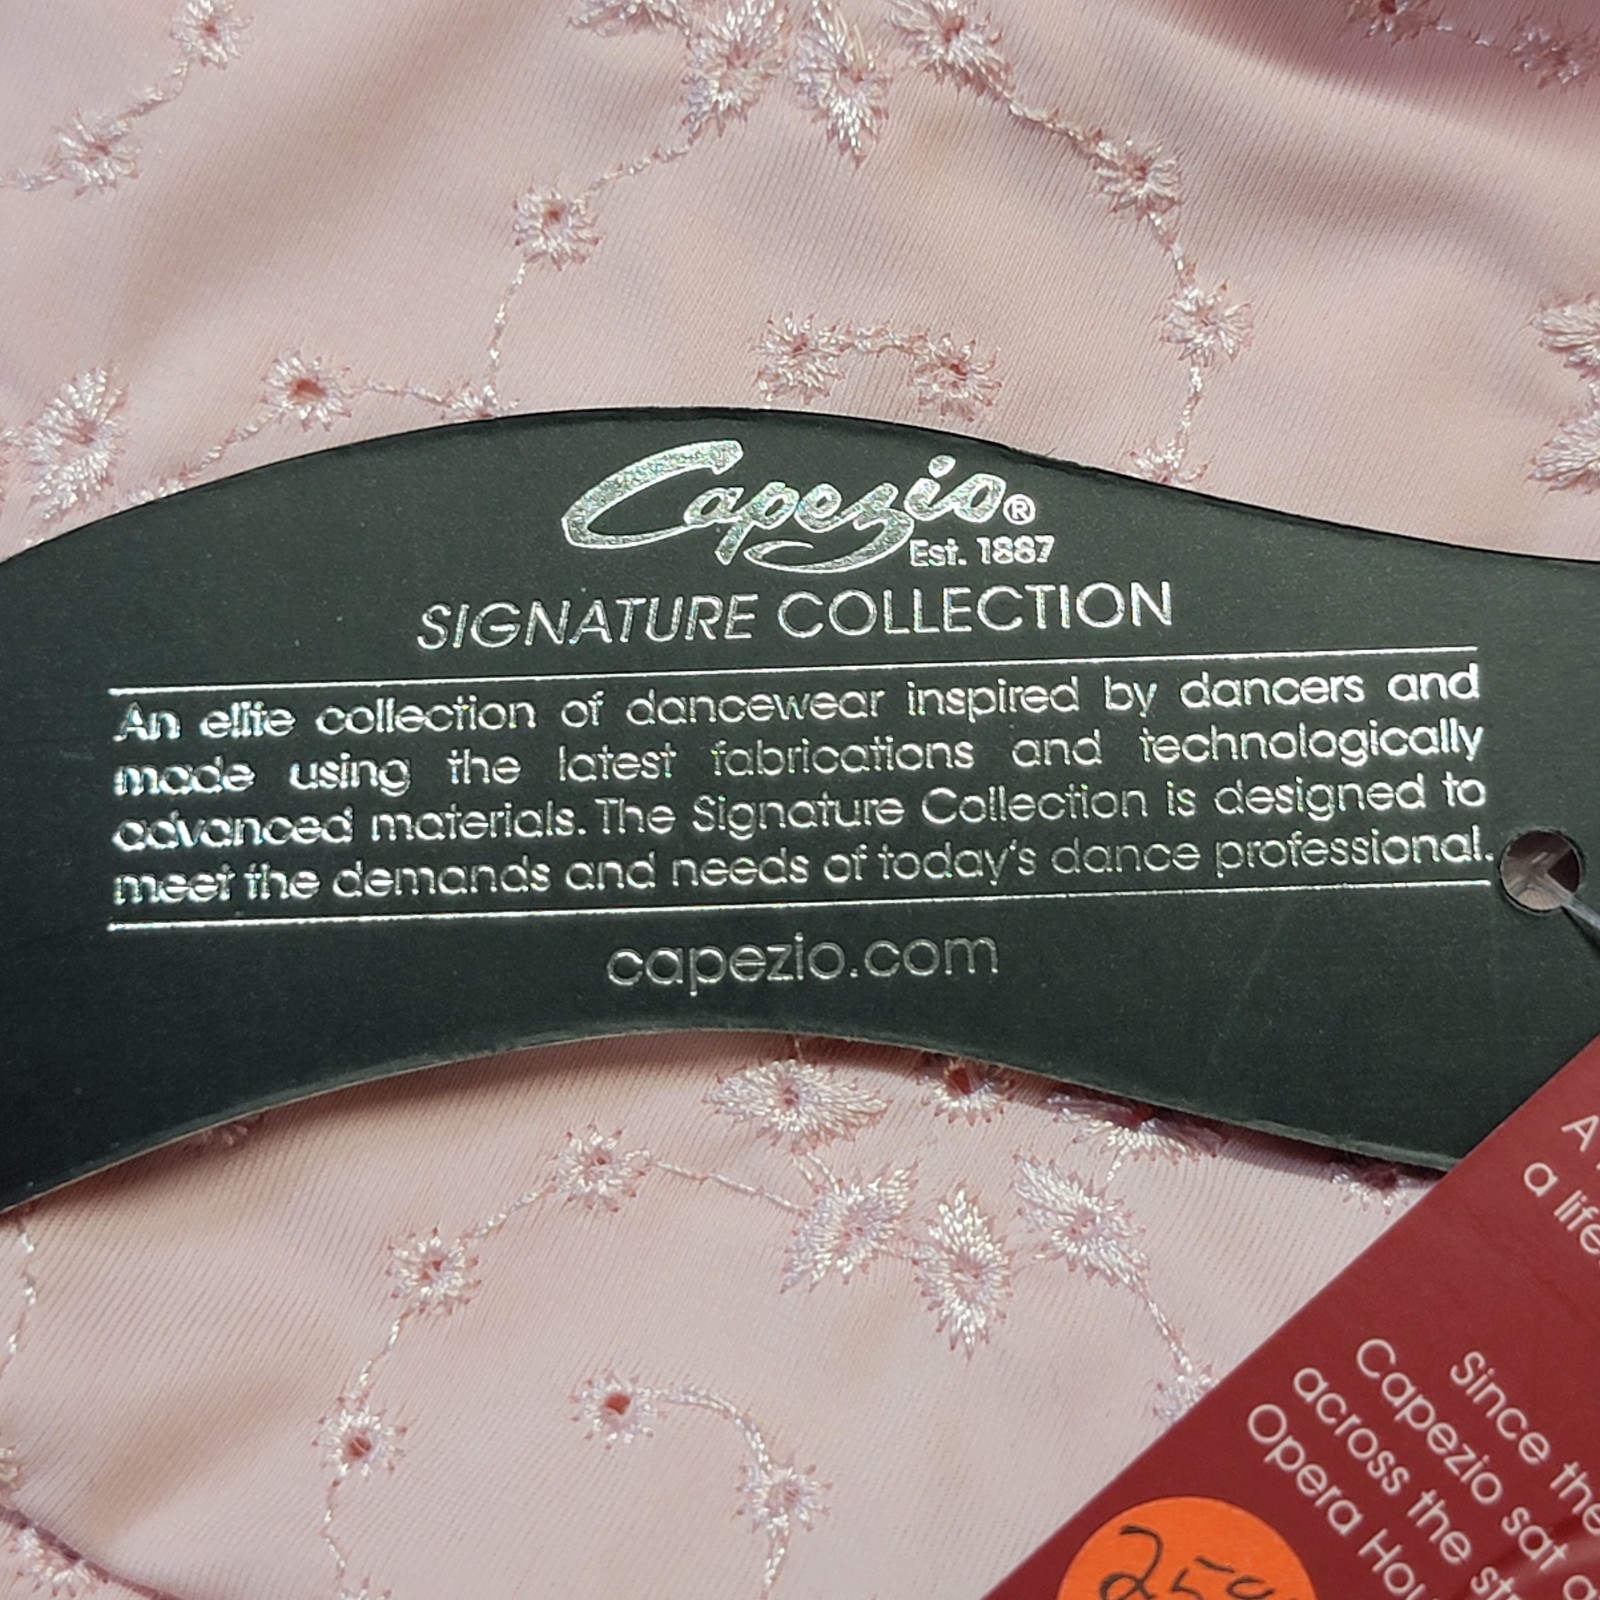 Capezio®
Est. 1887
SIGNATURE COLLECTION
An elite collection of dancewear inspired by dancers and
made using the latest fabrications and technologically
advanced materials. The Signature Collection is designed to
meet the demands and needs of today's dance professional.
capezio.com
a life
Since the
Capezio sat
across the
Opera